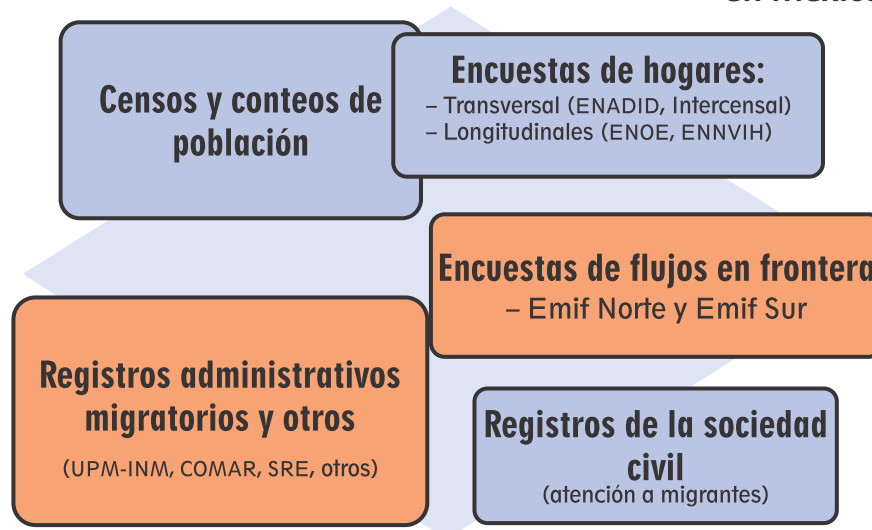 Censos y conteos de
población
Encuestas de hogares:
– Transversal (ENADID, Intercensal)
– Longitudinales (ENOE, ENNVIH)
Encuestas de flujos en frontera
– Emif Norte y Emif Sur
Registros administrativos
migratorios y otros
(UPM-INM, COMAR, SRE, otros)
Registros de la sociedad
civil
(atención a migrantes)